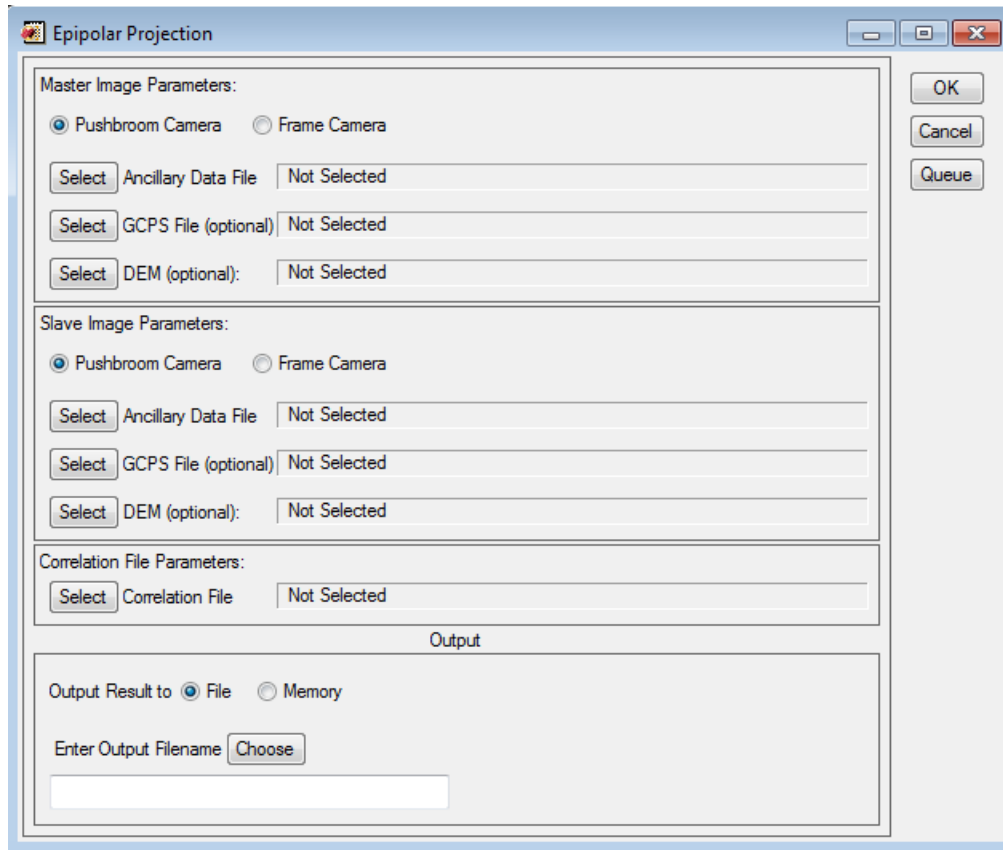 Epipolar Projection
Master Image Parameters:
Pushbroom Camera Frame Camera
Select Ancillary Data File Not Selected
Select GCPS File (optional) Not Selected
Select DEM (optional): Not Selected
Slave Image Parameters:
Pushbroom Camera Frame Camera
Select Ancillary Data File Not Selected
Select GCPS File (optional) Not Selected
Select DEM (optional): Not Selected
Correlation File Parameters:
Select Correlation File Not Selected
Output
Output Result to File Memory
Enter Output Filename Choose
OK
Cancel
Queue